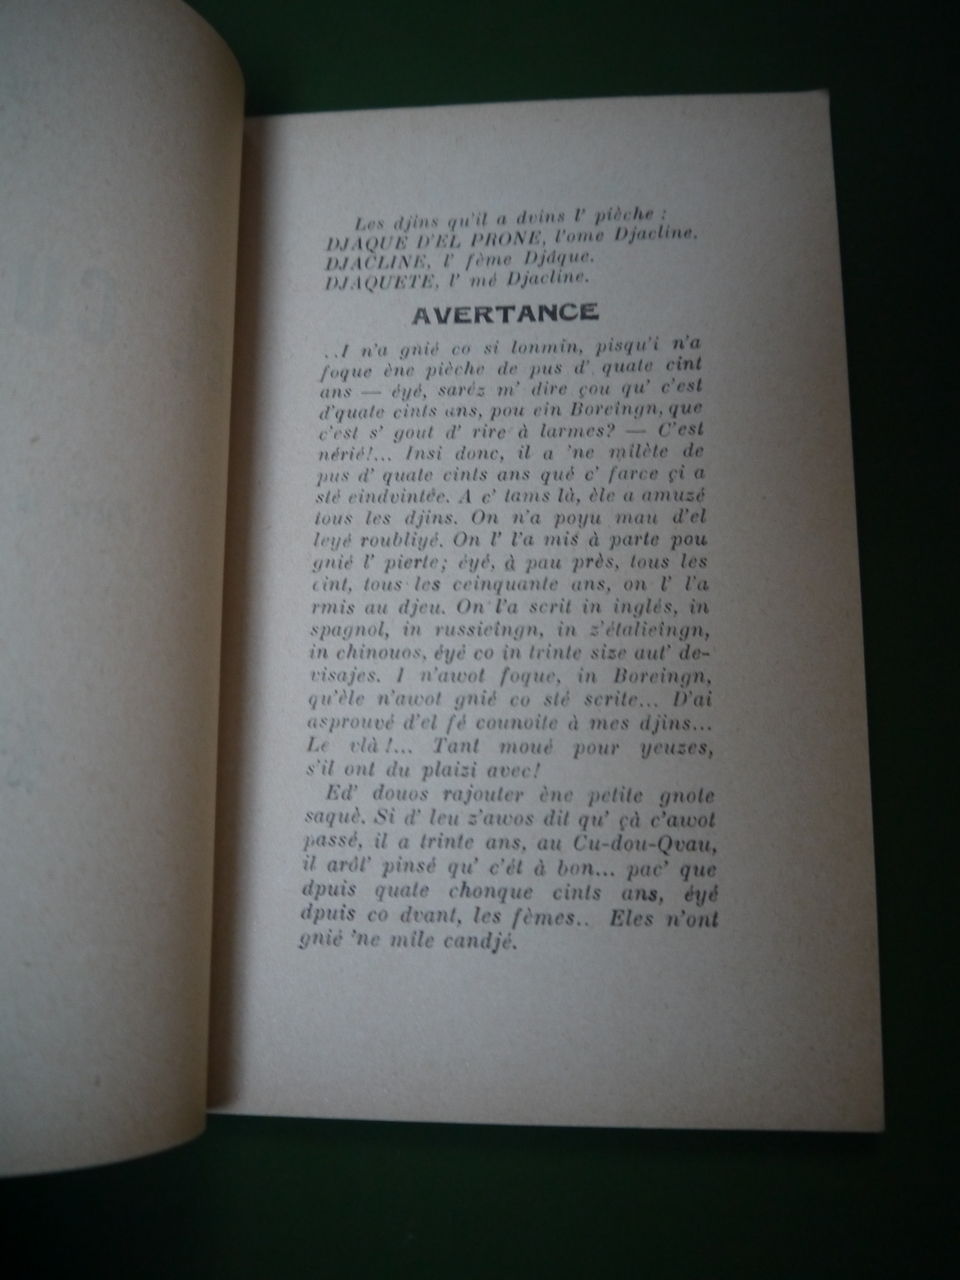 Les djins qu'il a dvins l' pièche :
DJAQUE D'EL PRONE, l'ome Djacline.
DJACLINE, l' fème Djâque.
DJAQUETE, l' mé Djacline.
AVERTANCE
..I n'a gnié co si lonmin, pisqu'i n'a
foque ène pièche de pus d' quate cint
ans — éyé, saréz m' dire çou qu' c'est
d'quate cints ans, pou ein Boreingn, que
c'est s' gout d' rire à larmes? — C'est
nérié!... Insi donc, il a 'ne milète de
pus d' quate cints ans qué c' farce çi a
sté eindvintée. A c' tams là, èle a amuzé
tous les djins. On n'a poyu mau d'el
leyé roubliyé. On l' l'a mis à parte pou
gnié l' pierte; éyé, à pau près, tous les
cint, tous les ceinquante ans, on l' l'a
rmis au djeu. On l'a scrit in inglés, in
spagnol, in russieîngn, in z'étalieîngn,
in chinouos, éyé co in trinte size aut' de-
visajes. I n'awot foque, in Boreingn,
qu'èle n'awot gnié co sté scrite... D'ai
asprouvé d'el fé counoite à mes djins...
Le vlà !... Tant moué pour yeuzes,
s'il ont du plaizi avec!
Ed' douos rajouter ène petite gnote
saquè. Si d' leu z'awos dit qu' çà c'awot
passé, il a trinte ans, au Cu-dou-Qvau,
il arôt' pinsé qu' c'ét à bon... pac' que
dpuis quate chonque cints ans, éyé
dpuis co dvant, les fèmes.. Eles n'ont
gnié 'ne mile candjé.